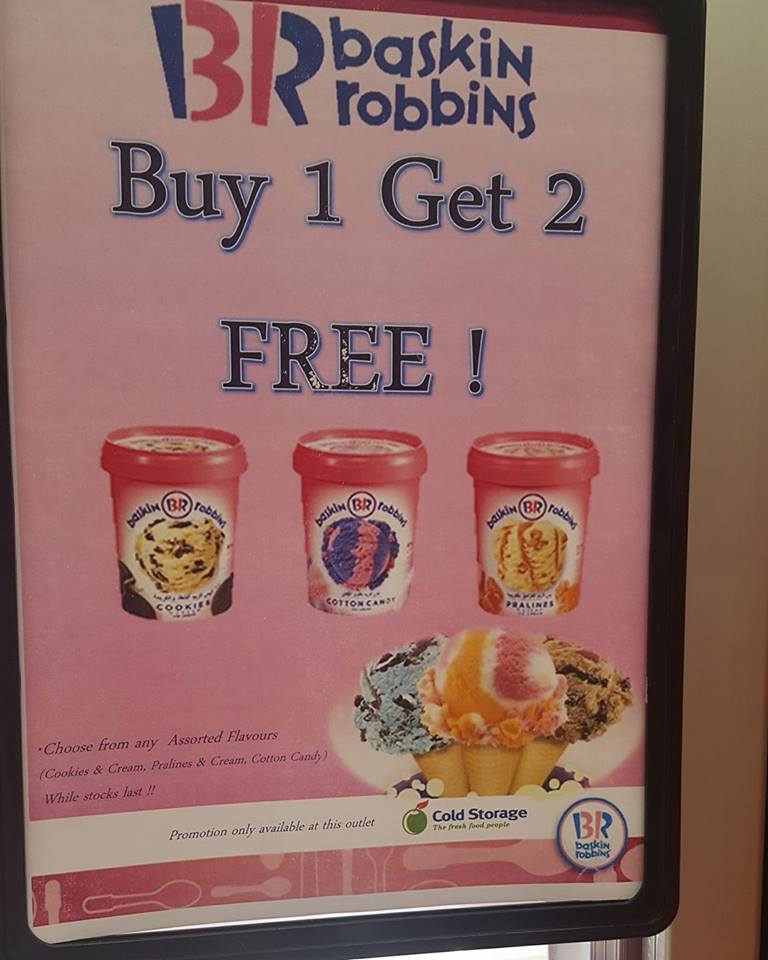 BR baskin
robbins
Buy 1 Get 2
FREE !
baskin BR robbins
COOKIES
baskin BR robbins
COTTON CANDY
baskin BR robbins
PRALINES
•Choose from any Assorted Flavours
(Cookies & Cream, Pralines & Cream, Cotton Candy)
While stocks last !!
Promotion only available at this outlet
Cold Storage
The fresh food people
BR
baskin
robbins